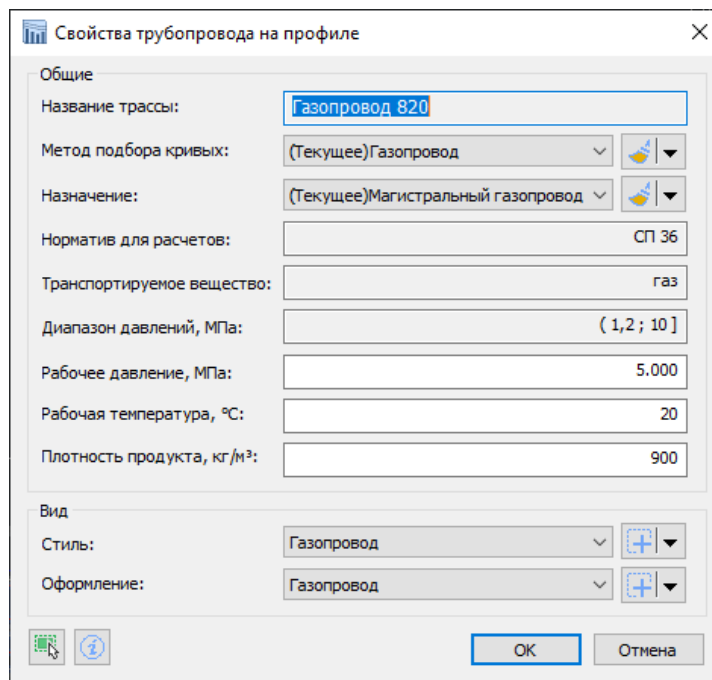 Свойства трубопровода на профиле
Общие
Название трассы: Газопровод 820
Метод подбора кривых: (Текущее)Газопровод
Назначение: (Текущее)Магистральный газопровод
Норматив для расчетов: СП 36
Транспортируемое вещество: газ
Диапазон давлений, МПа: ( 1,2 ; 10 ]
Рабочее давление, МПа: 5.000
Рабочая температура, °С: 20
Плотность продукта, кг/м³: 900
Вид
Стиль: Газопровод
Оформление: Газопровод
ОК Отмена